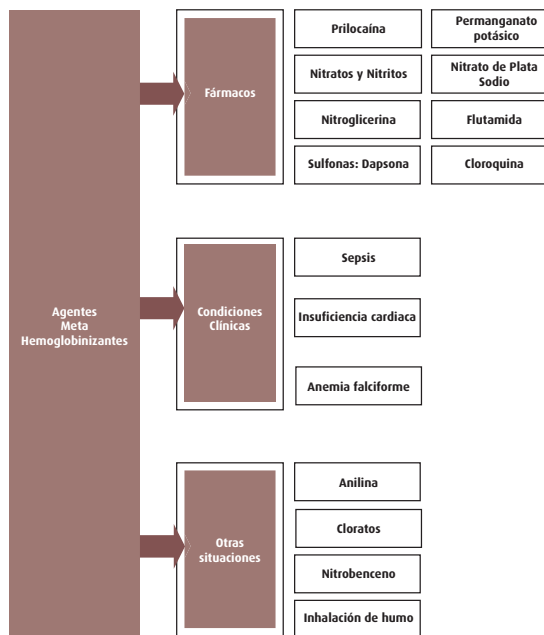 Agentes
Meta
Hemoglobinizantes
Fármacos
Prilocaína
Permanganato
potásico
Nitratos y Nitritos
Nitrato de Plata
Sodio
Nitroglicerina
Flutamida
Sulfonas: Dapsona
Cloroquina
Condiciones
Clínicas
Sepsis
Insuficiencia cardiaca
Anemia falciforme
Otras
situaciones
Anilina
Cloratos
Nitrobenceno
Inhalación de humo